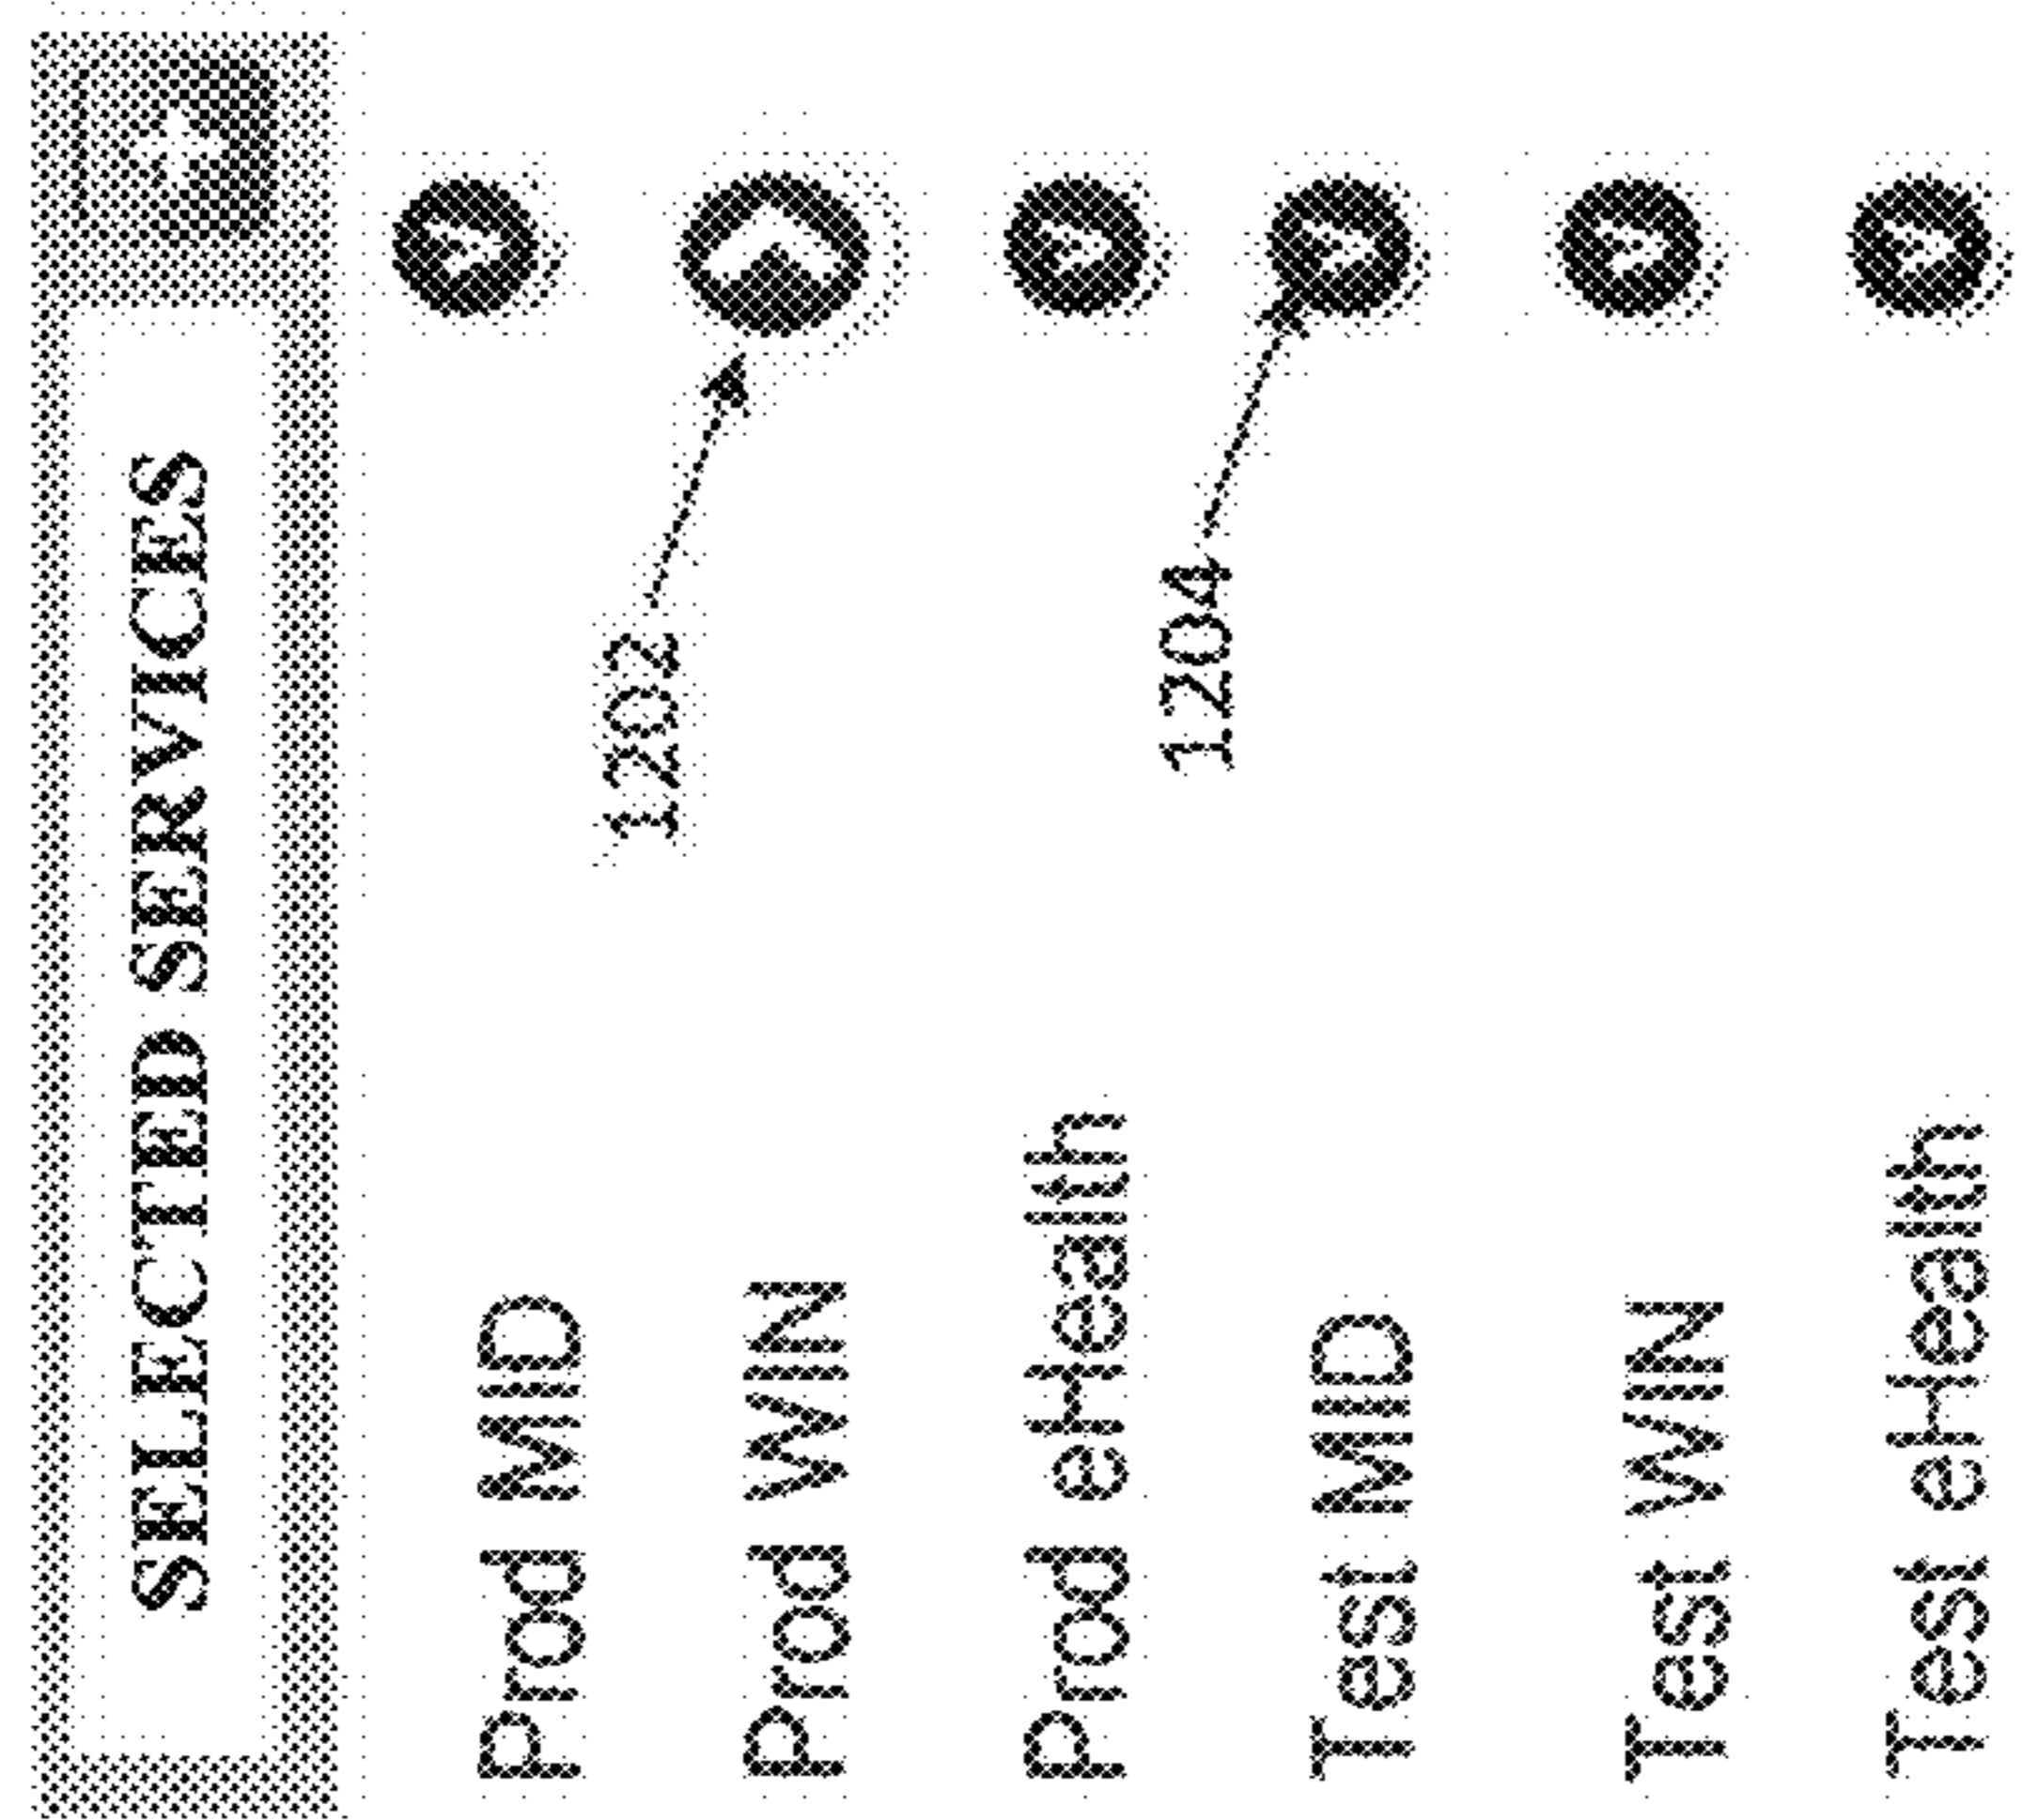 SELECTED SERVICES
Prod MID
1202
Prod WIN
Prod eHealth
1204
Test MID
Test WIN
Test eHealth